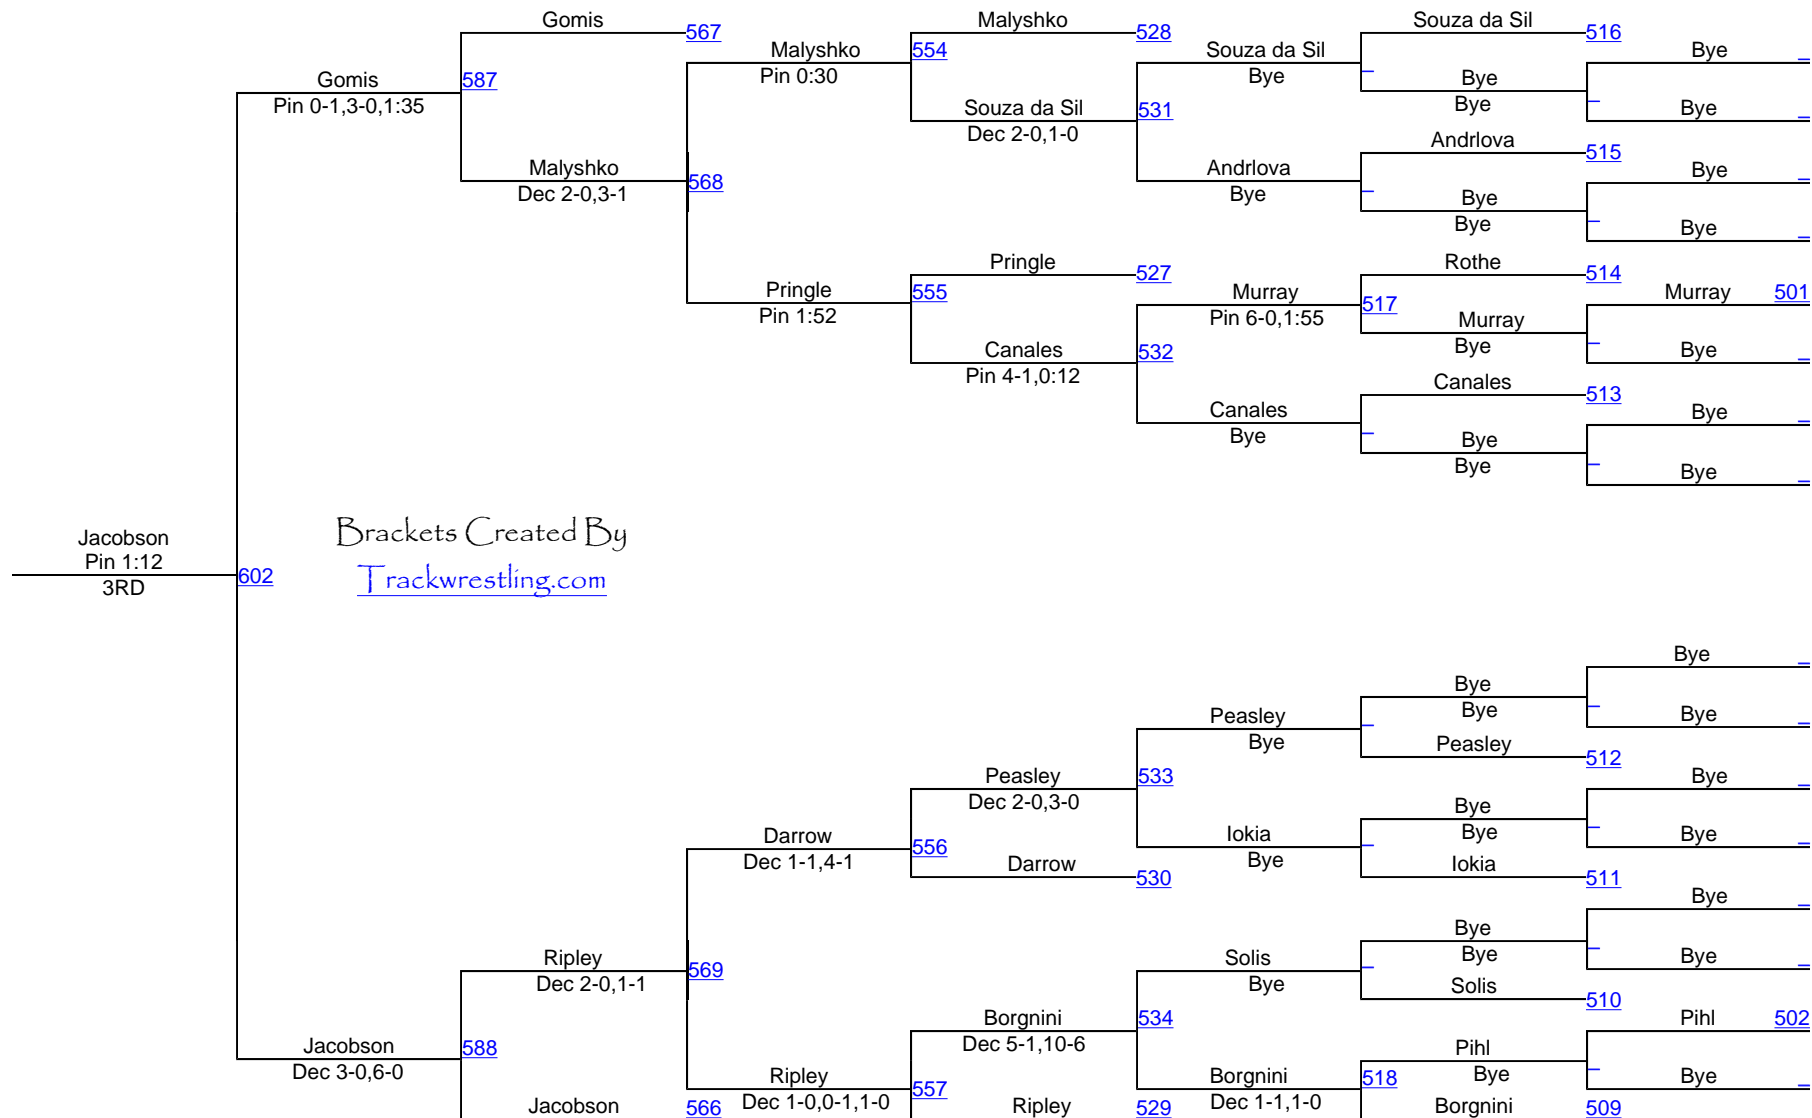 Gomis
567
Malyshko
528
Souza da Sil
516
Gomis
Pin 0-1,3-0,1:35
587
Malyshko
Pin 0:30
554
Souza da Sil
Bye
Bye
Bye
Bye
Bye
Souza da Sil
Dec 2-0,1-0
531
Malyshko
Dec 2-0,3-1
568
Andrlova
Bye
Andrlova
515
Bye
Bye
Bye
Bye
Pringle
Pin 1:52
555
Pringle
527
Rothe
514
Murray
Pin 6-0,1:55
517
Murray
501
Murray
Bye
Bye
Canales
Pin 4-1,0:12
532
Canales
Bye
Canales
513
Bye
Bye
Bye
Bye
Jacobson
Pin 1:12
3RD
602
Brackets Created By
Trackwrestling.com
Bye
Bye
Bye
Bye
Peasley
Bye
Peasley
512
Peasley
Dec 2-0,3-0
533
Bye
Bye
Bye
Bye
Darrow
Dec 1-1,4-1
556
Iokia
Bye
Iokia
511
Darrow
530
Bye
Bye
Bye
Bye
Ripley
Dec 2-0,1-1
569
Solis
Bye
Solis
510
Borgnini
Dec 5-1,10-6
534
Pihl
502
Pihl
Bye
Bye
Jacobson
Dec 3-0,6-0
588
Ripley
Dec 1-0,0-1,1-0
557
Borgnini
Dec 1-1,1-0
518
Jacobson
566
Ripley
529
Borgnini
509